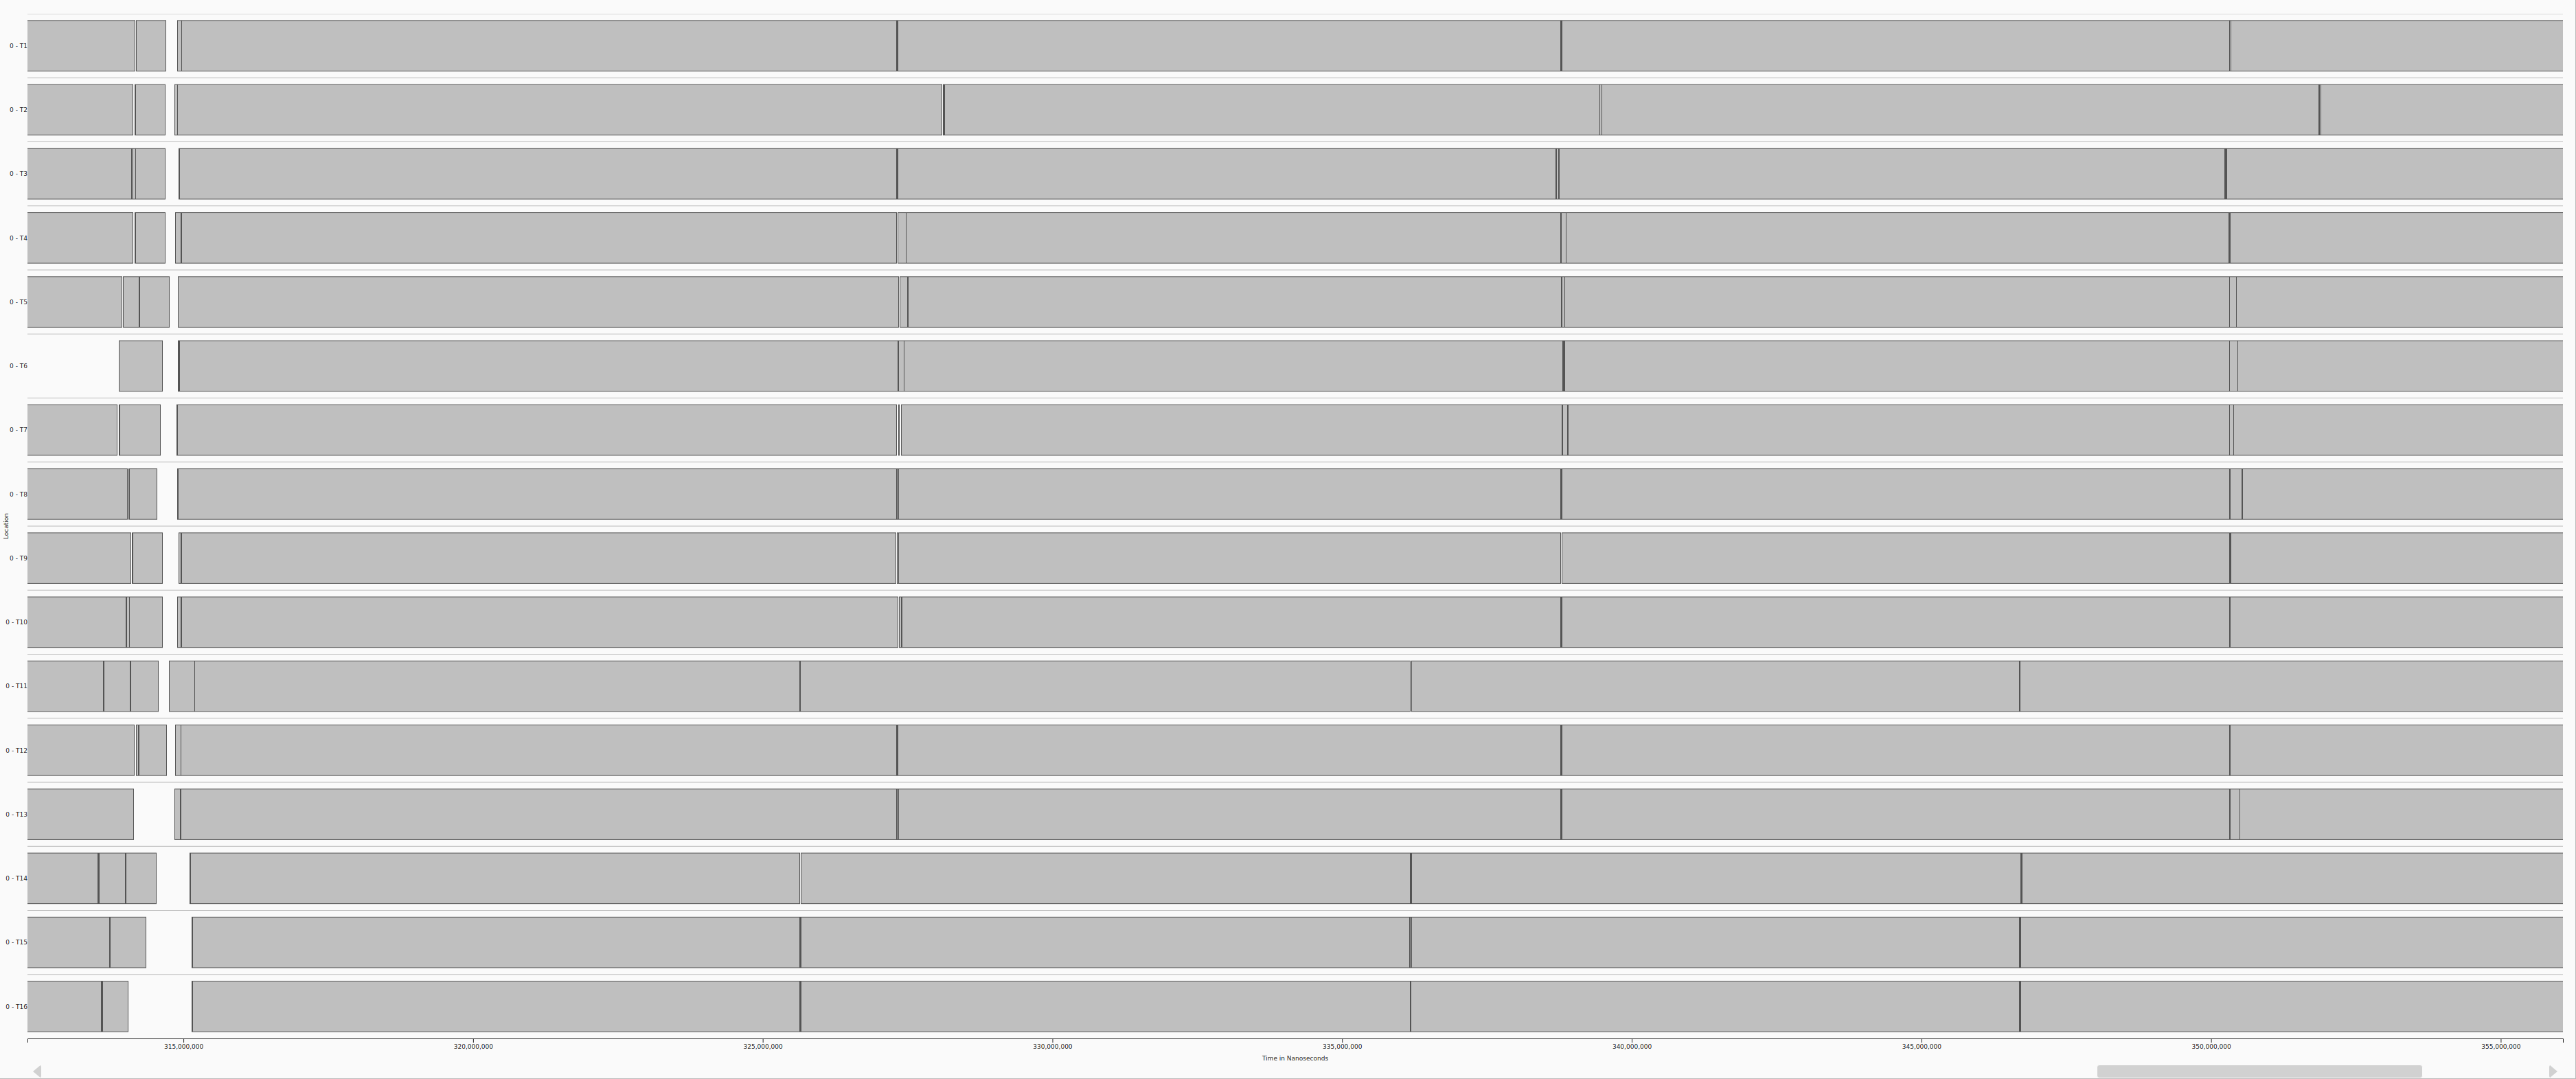 0 - T1
0 - T2
0 - T3
0 - T4
0 - T5
0 - T6
0 - T7
0 - T8
0 - T9
0 - T10
0 - T11
0 - T12
0 - T13
0 - T14
0 - T15
0 - T16
Location
315,000,000 320,000,000 325,000,000 330,000,000 335,000,000 340,000,000 345,000,000 350,000,000 355,000,000
Time in Nanoseconds